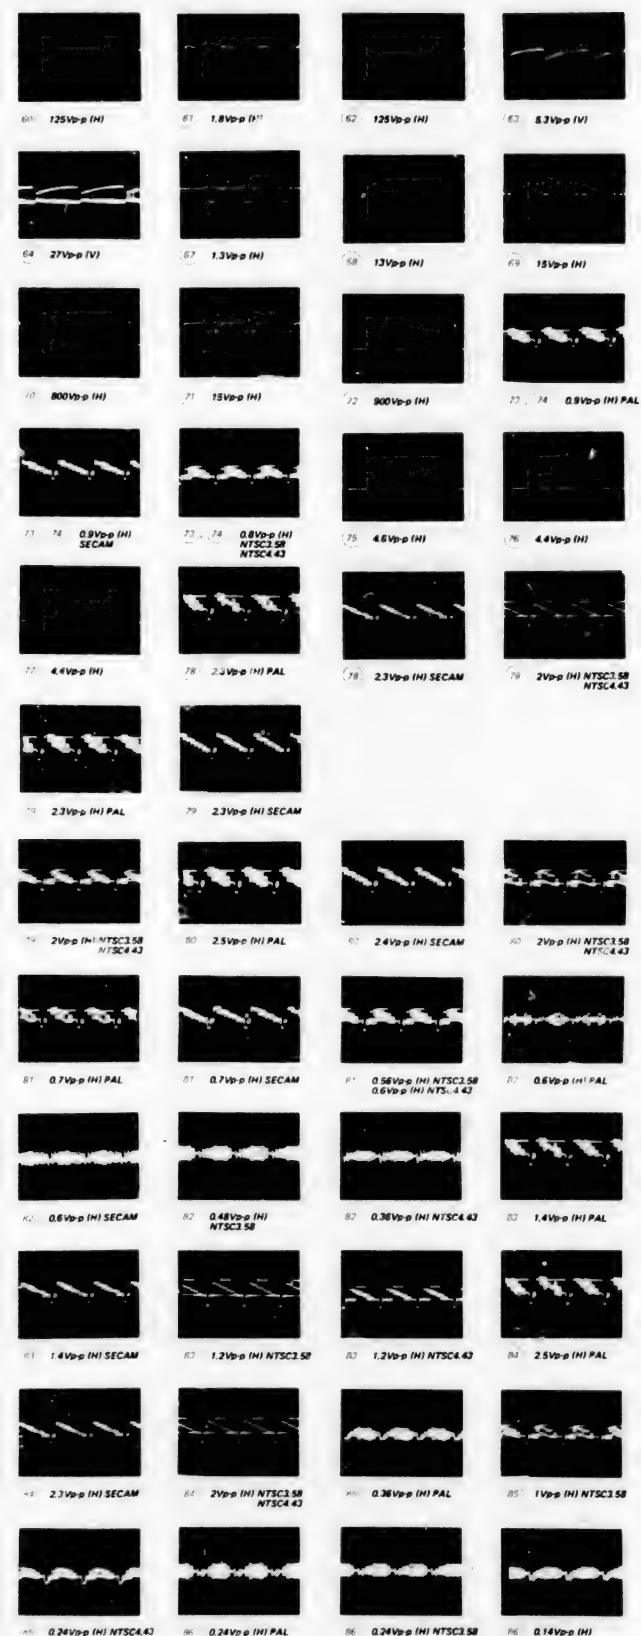 60 125Vp-p (H)
61 1.8Vp-p (H)
62 125Vp-p (H)
63 5.3Vp-p (V)
64 27Vp-p (V)
67 1.3Vp-p (H)
68 13Vp-p (H)
69 15Vp-p (H)
70 800Vp-p (H)
71 15Vp-p (H)
72 900Vp-p (H)
73 74 0.9Vp-p (H) PAL
73 74 0.9Vp-p (H)
SECAM
73 74 0.8Vp-p (H)
NTSC3.58
NTSC4.43
75 4.6Vp-p (H)
76 4.4Vp-p (H)
77 4.4Vp-p (H)
78 2.3Vp-p (H) PAL
78 2.3Vp-p (H) SECAM
78 2Vp-p (H) NTSC3.58
NTSC4.43
79 2.3Vp-p (H) PAL
79 2.3Vp-p (H) SECAM
79 2Vp-p (H) NTSC3.58
NTSC4.43
80 2.5Vp-p (H) PAL
80 2.4Vp-p (H) SECAM
80 2Vp-p (H) NTSC3.58
NTSC4.43
81 0.7Vp-p (H) PAL
81 0.7Vp-p (H) SECAM
81 0.56Vp-p (H) NTSC3.58
0.6Vp-p (H) NTSC4.43
82 0.6Vp-p (H) PAL
82 0.6Vp-p (H) SECAM
82 0.48Vp-p (H)
NTSC3.58
82 0.36Vp-p (H) NTSC4.43
83 1.4Vp-p (H) PAL
83 1.4Vp-p (H) SECAM
83 1.2Vp-p (H) NTSC3.58
83 1.2Vp-p (H) NTSC4.43
84 2.5Vp-p (H) PAL
84 2.3Vp-p (H) SECAM
84 2Vp-p (H) NTSC3.58
NTSC4.43
85 0.36Vp-p (H) PAL
85 1Vp-p (H) NTSC3.58
85 0.24Vp-p (H) NTSC4.43
86 0.24Vp-p (H) PAL
86 0.24Vp-p (H) NTSC3.58
86 0.14Vp-p (H)